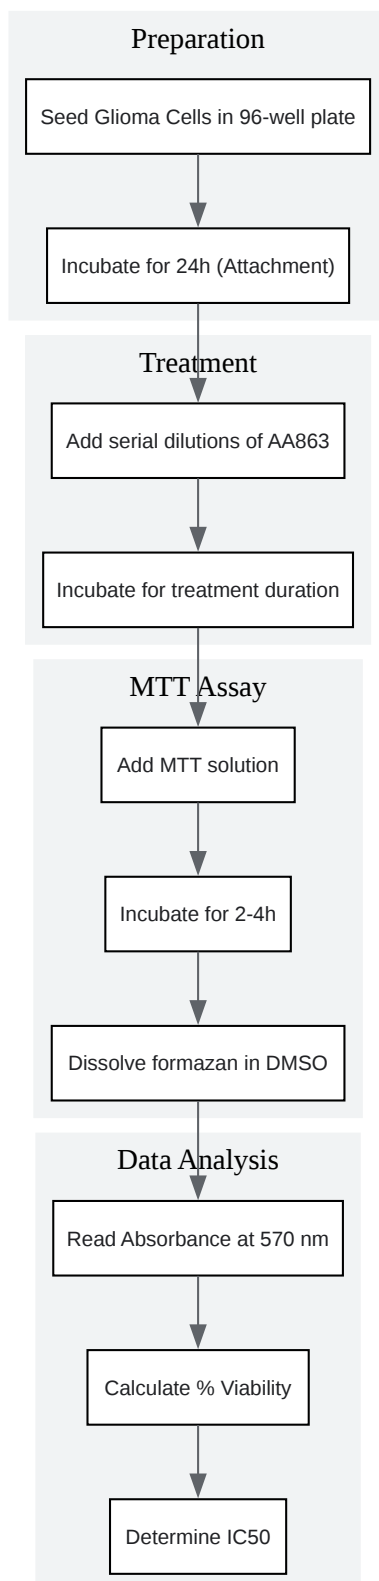 Preparation
Seed Glioma Cells in 96-well plate
Incubate for 24h (Attachment)
Treatment
Add serial dilutions of AA863
Incubate for treatment duration
MTT Assay
Add MTT solution
Incubate for 2-4h
Dissolve formazan in DMSO
Data Analysis
Read Absorbance at 570 nm
Calculate % Viability
Determine IC50